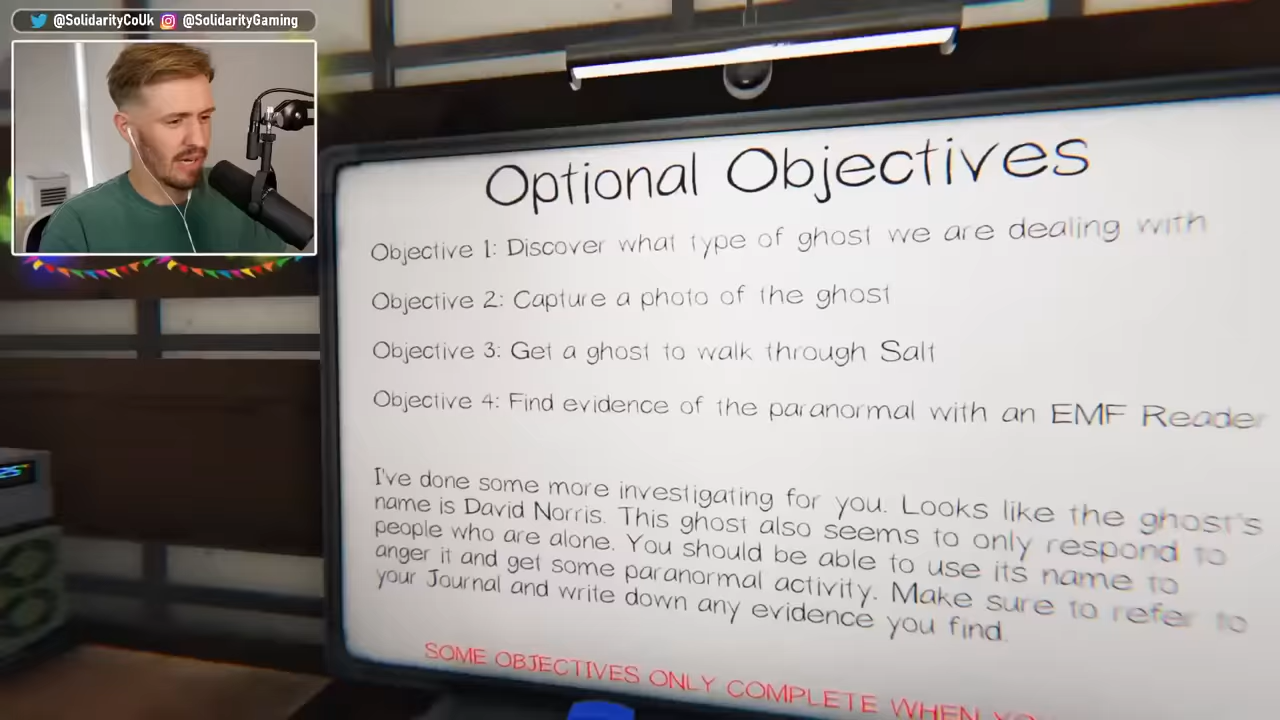 @SolidarityCoUk @SolidarityGaming
Optional Objectives
Objective 1: Discover what type of ghost we are dealing with
Objective 2: Capture a photo of the ghost
Objective 3: Get a ghost to walk through Salt
Objective 4: Find evidence of the paranormal with an EMF Reader
I've done some more investigating for you. Looks like the ghost's
name is David Norris. This ghost also seems to only respond to
people who are alone. You should be able to use its name to
anger it and get some paranormal activity. Make sure to refer to
your Journal and write down any evidence you find.
SOME OBJECTIVES ONLY COMPLETE WHEN